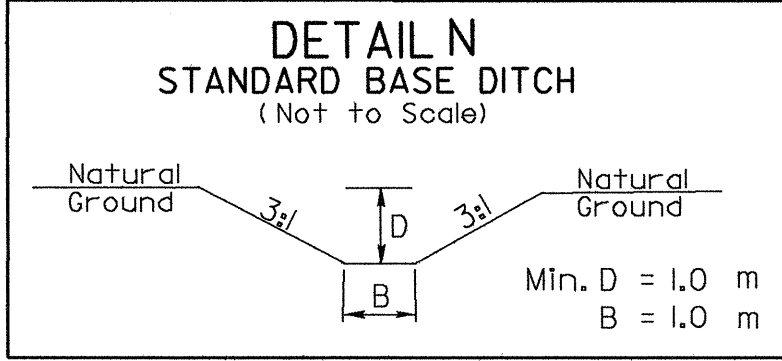 DETAIL N
STANDARD BASE DITCH
(Not to Scale)
Natural
Ground
3:1
D
3:1
Natural
Ground
B
Min. D = 1.0 m
B = 1.0 m